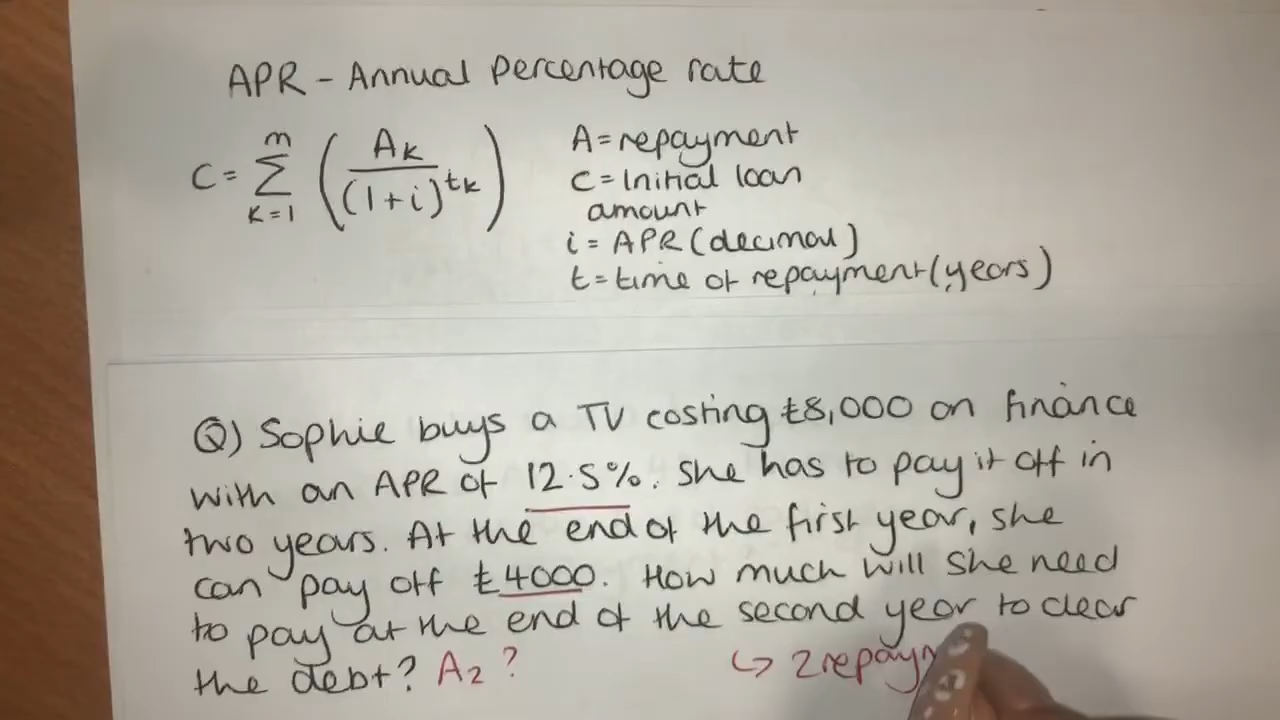 APR - Annual percentage rate
C = m Σ k=1 (Ak / (1+i)^tk)
A = repayment
C = Initial loan
amount
i = APR (decimal)
t = time of repayment (years)
Q) Sophie buys a TV costing £8,000 on finance
with an APR of 12.5%. She has to pay it off in
two years. At the end of the first year, she
can pay off £4000. How much will she need
to pay at the end of the second year to clear
the debt? A2 ?
↳ 2 repaym